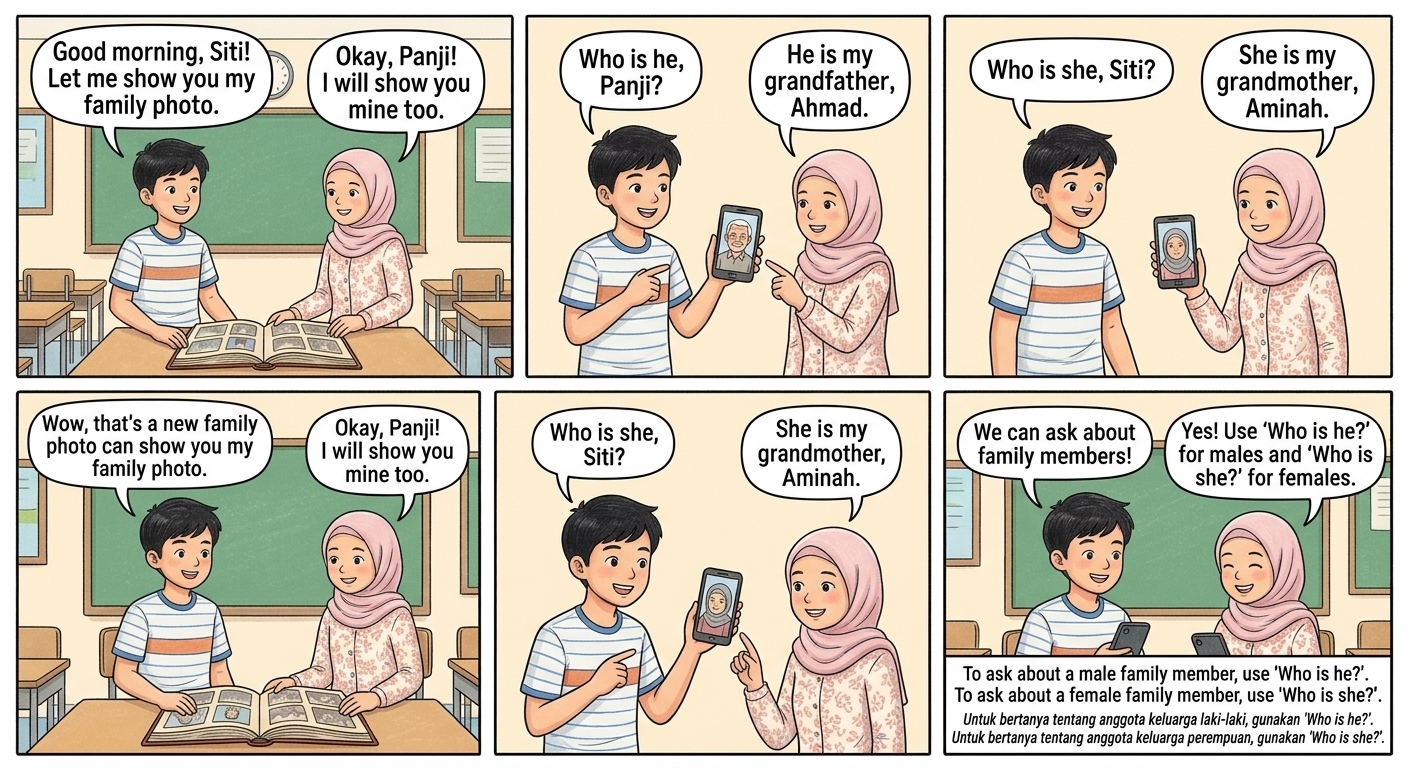 Good morning, Siti!
Let me show you my
family photo.
Okay, Panji!
I will show you
mine too.
Who is he,
Panji?
He is my
grandfather,
Ahmad.
Who is she, Siti?
She is my
grandmother,
Aminah.
Wow, that's a new family
photo can show you my
family photo.
Okay, Panji!
I will show you
mine too.
Who is she,
Siti?
She is my
grandmother,
Aminah.
We can ask about
family members!
Yes! Use 'Who is he?'
for males and 'Who is
she?' for females.
To ask about a male family member, use 'Who is he?'.
To ask about a female family member, use 'Who is she?'.
Untuk bertanya tentang anggota keluarga laki-laki, gunakan 'Who is he?'.
Untuk bertanya tentang anggota keluarga perempuan, gunakan 'Who is she?'.